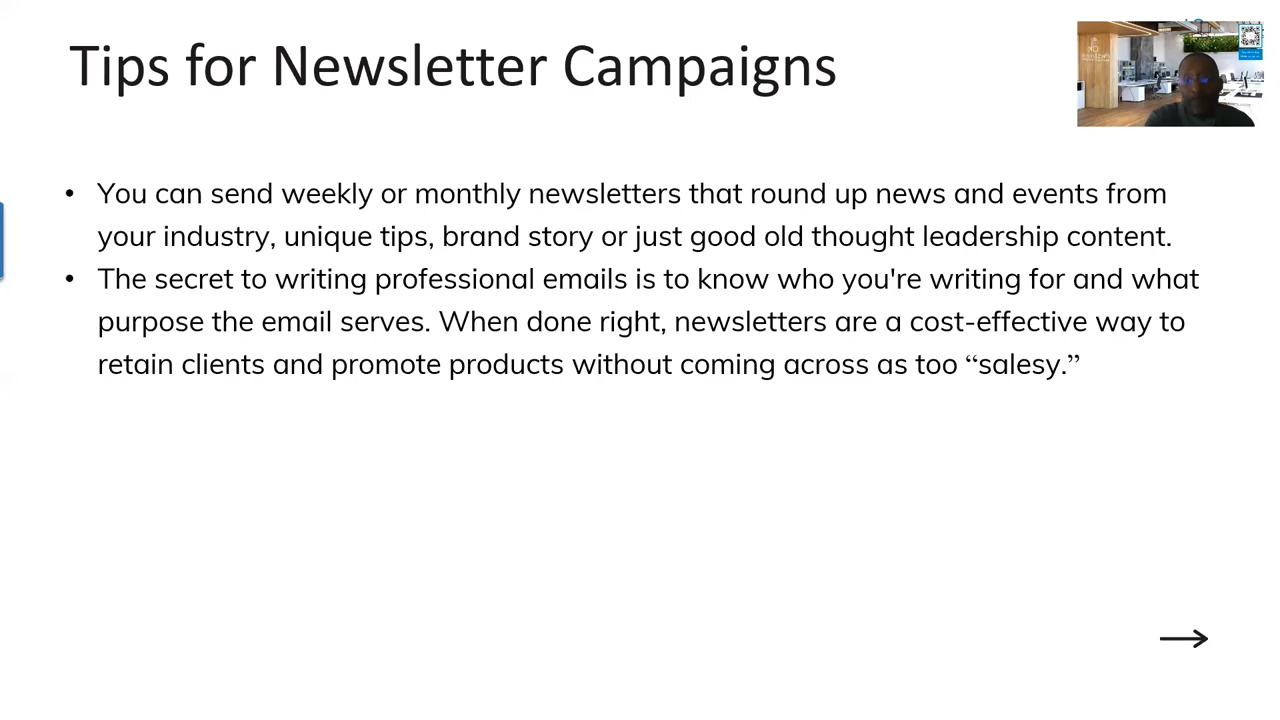 Tips for Newsletter Campaigns
• You can send weekly or monthly newsletters that round up news and events from
your industry, unique tips, brand story or just good old thought leadership content.
• The secret to writing professional emails is to know who you're writing for and what
purpose the email serves. When done right, newsletters are a cost-effective way to
retain clients and promote products without coming across as too “salesy.”